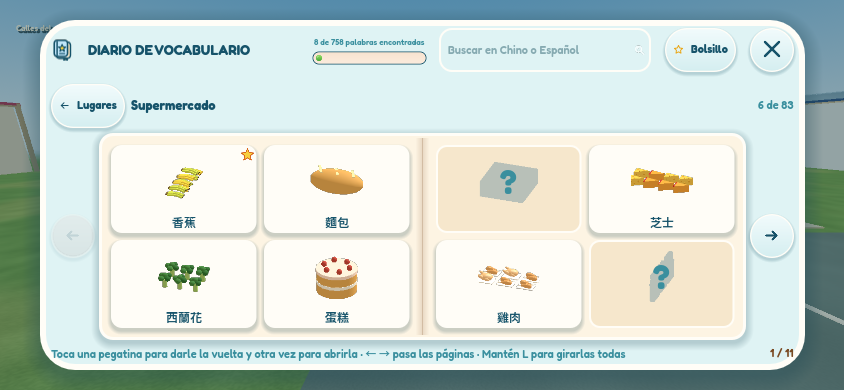 DIARIO DE VOCABULARIO
8 de 758 palabras encontradas
Buscar en Chino o Español
Bolsillo
← Lugares
Supermercado
6 de 83
香蕉
麵包
?
芝士
西蘭花
蛋糕
雞肉
?
Toca una pegatina para darle la vuelta y otra vez para abrirla · ← → pasa las páginas · Mantén L para girarlas todas
1 / 11